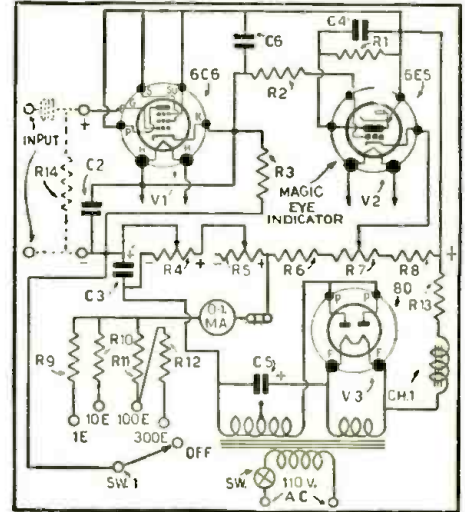 C4
R1
C6
6C6
6E5
R2
S
SU
G
K
P
H
H
+
INPUT
R14
C2
V1
R3
MAGIC
EYE
INDICATOR
V2
-
+
C3
-
R4
+
-
R5
+
R6
R7
R8
+
R13
80
P
P
0-1
MA
R9
R10
R11
R12
C5
+
F
F
V3
CH.1
1E
10E
100E
300E
OFF
SW.1
SW.
110 V.
A C